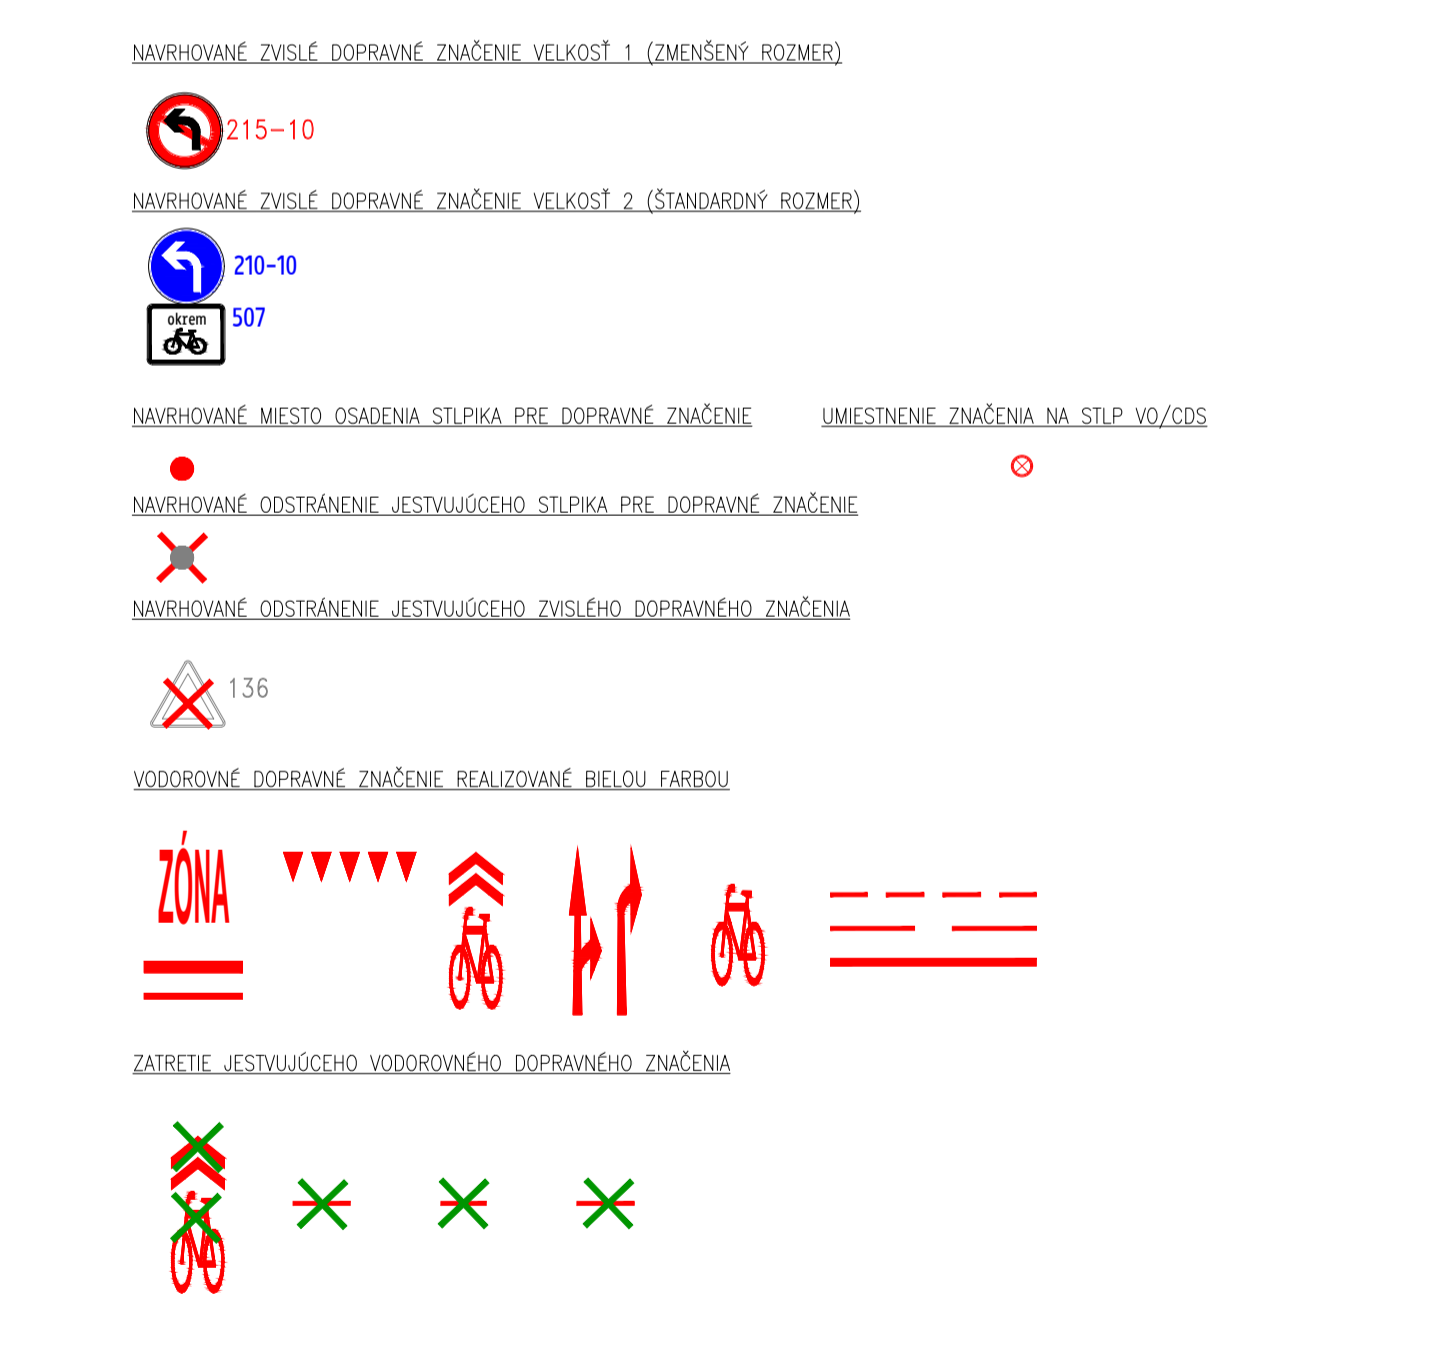 NAVRHOVANÉ ZVISLÉ DOPRAVNÉ ZNAČENIE VELKOSŤ 1 (ZMENŠENÝ ROZMER)
215-10
NAVRHOVANÉ ZVISLÉ DOPRAVNÉ ZNAČENIE VELKOSŤ 2 (ŠTANDARDNÝ ROZMER)
210-10
okrem 507
NAVRHOVANÉ MIESTO OSADENIA STLPIKA PRE DOPRAVNÉ ZNAČENIE
UMIESTNENIE ZNAČENIA NA STLP VO/CDS
NAVRHOVANÉ ODSTRÁNENIE JESTVUJÚCEHO STLPIKA PRE DOPRAVNÉ ZNAČENIE
NAVRHOVANÉ ODSTRÁNENIE JESTVUJÚCEHO ZVISLÉHO DOPRAVNÉHO ZNAČENIA
136
VODOROVNÉ DOPRAVNÉ ZNAČENIE REALIZOVANÉ BIELOU FARBOU
ZÓNA
ZATRETIE JESTVUJÚCEHO VODOROVNÉHO DOPRAVNÉHO ZNAČENIA